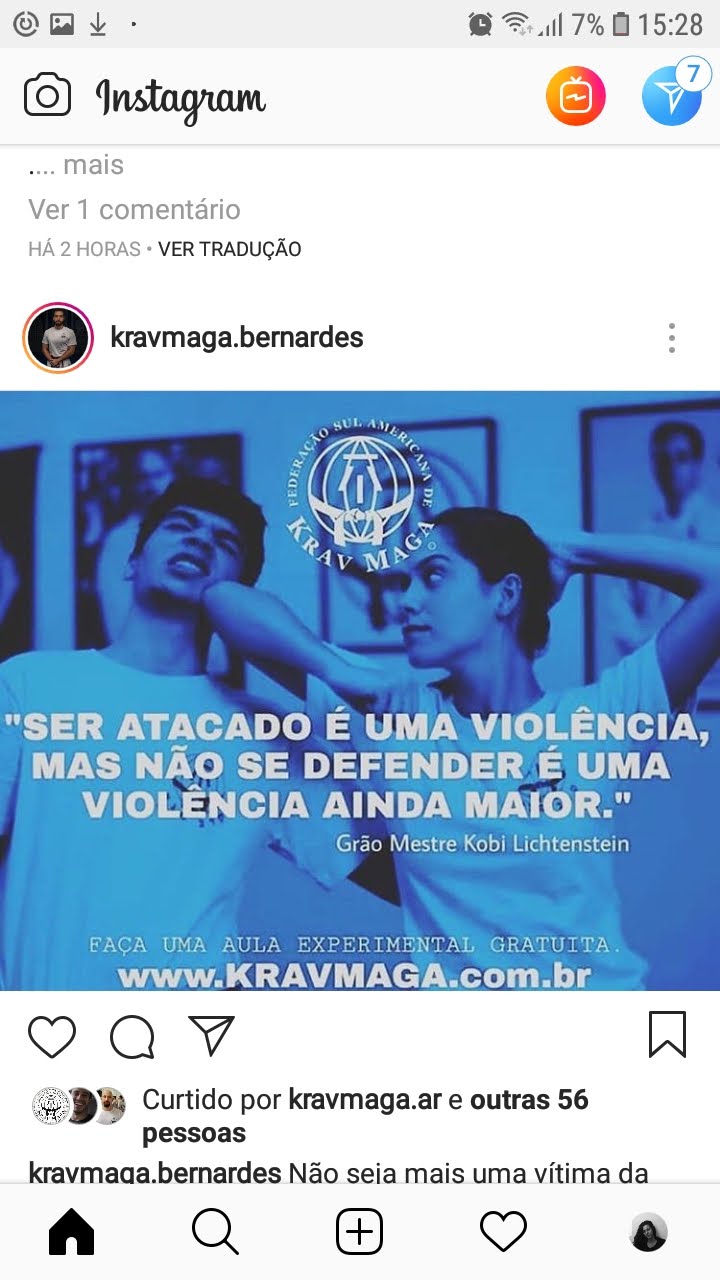 7% 15:28
Instagram
7
.... mais
Ver 1 comentário
HÁ 2 HORAS • VER TRADUÇÃO
kravmaga.bernardes
FEDERAÇÃO SUL AMERICANA DE
KRAV MAGA
"SER ATACADO É UMA VIOLÊNCIA,
MAS NÃO SE DEFENDER É UMA
VIOLÊNCIA AINDA MAIOR."
Grão Mestre Kobi Lichtenstein
FAÇA UMA AULA EXPERIMENTAL GRATUITA.
www.KRAVMAGA.com.br
Curtido por kravmaga.ar e outras 56
pessoas
kravmaga.bernardes Não seja mais uma vítima da